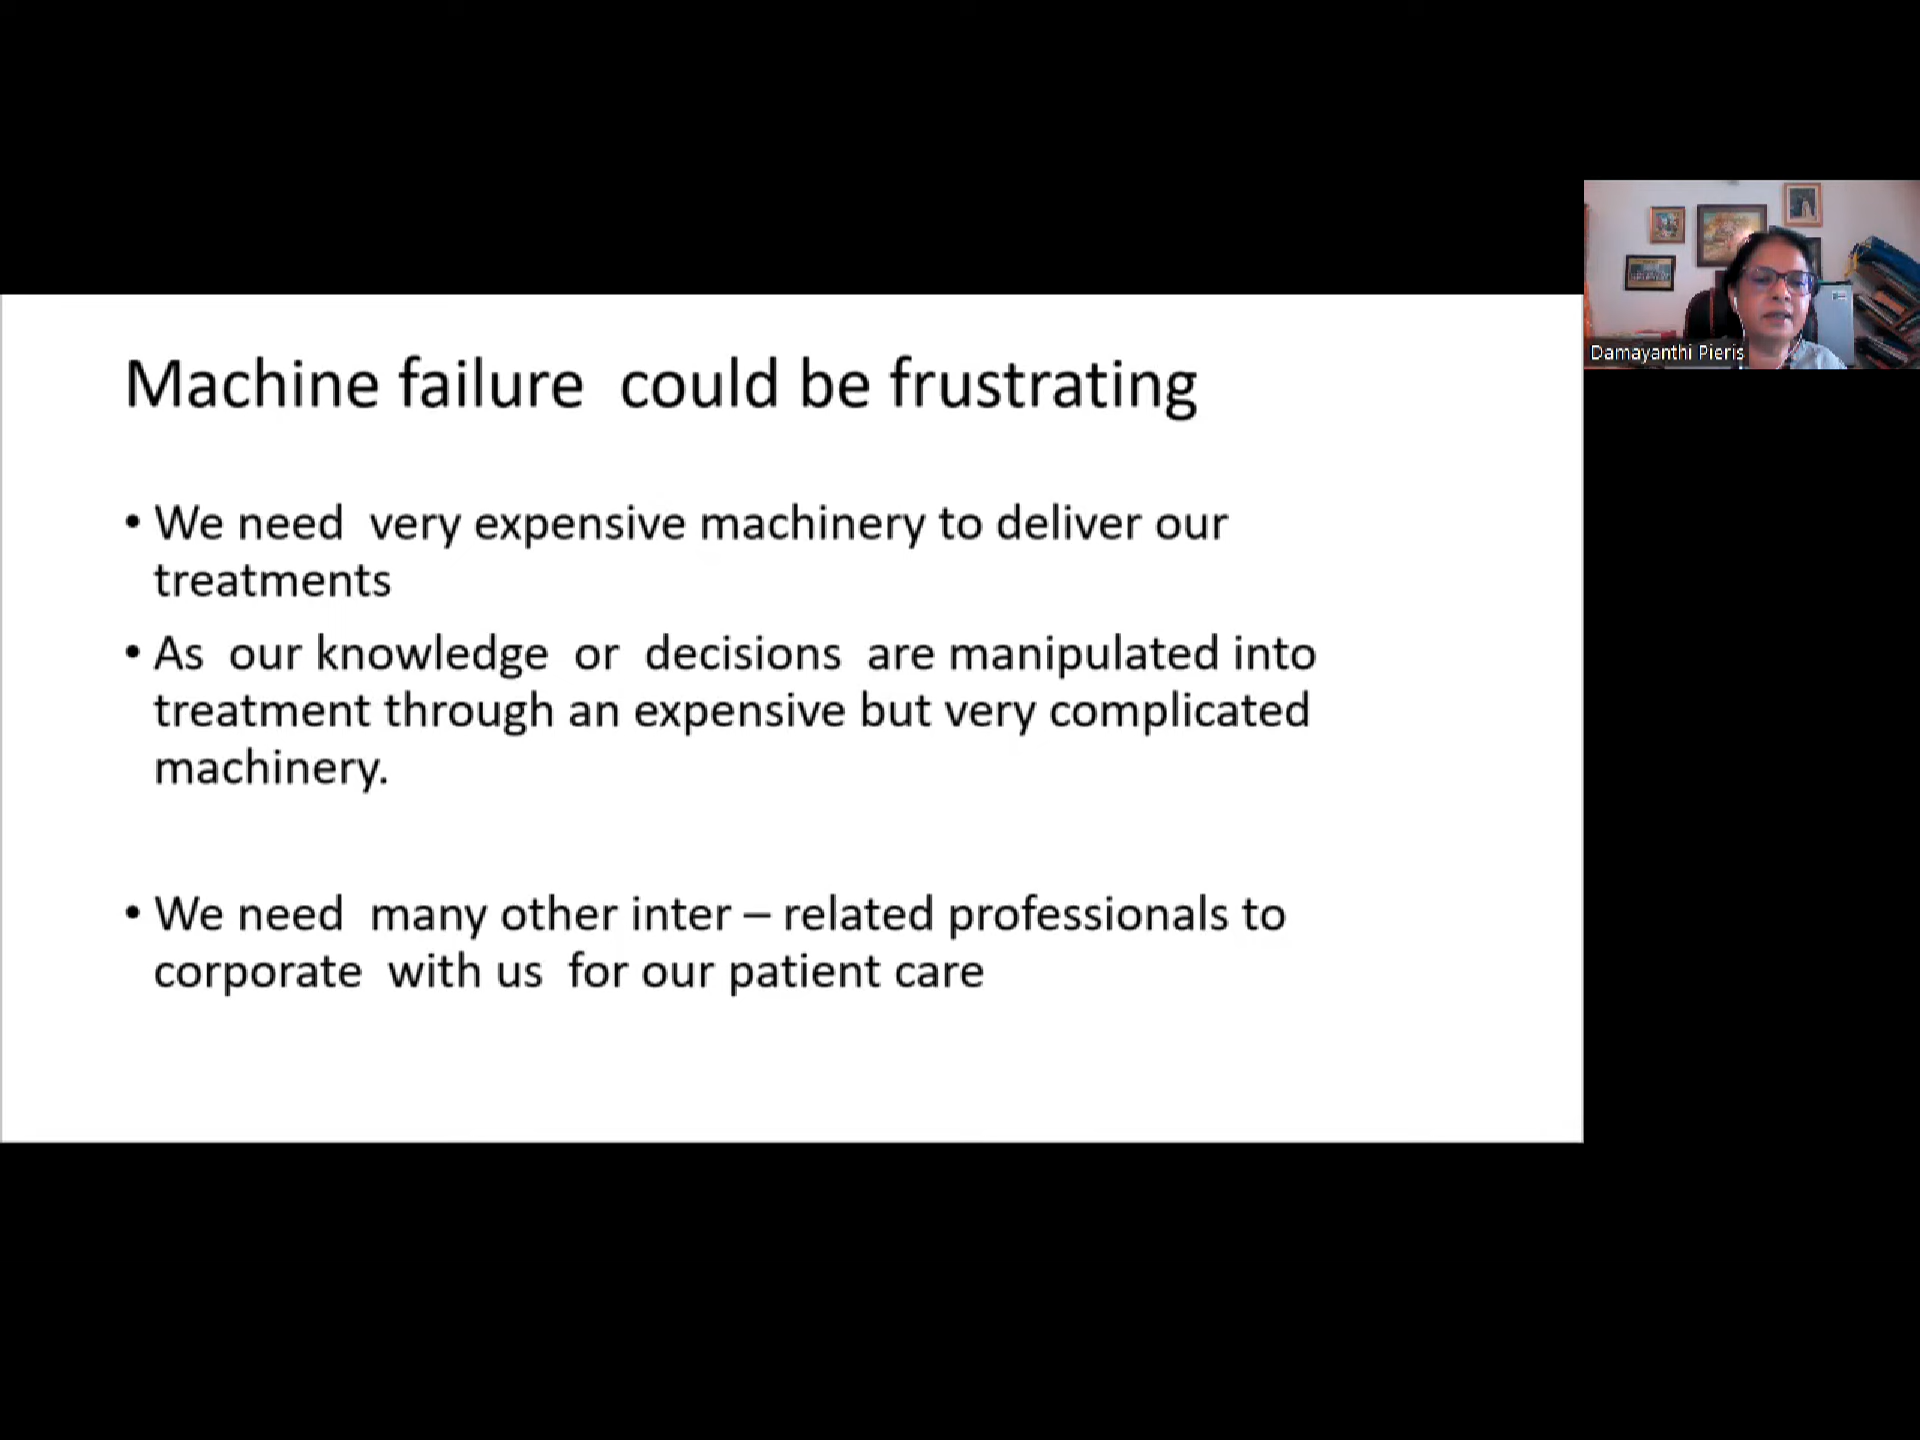 Machine failure could be frustrating
• We need very expensive machinery to deliver our
treatments
• As our knowledge or decisions are manipulated into
treatment through an expensive but very complicated
machinery.
• We need many other inter – related professionals to
corporate with us for our patient care
Damayanthi Pieris